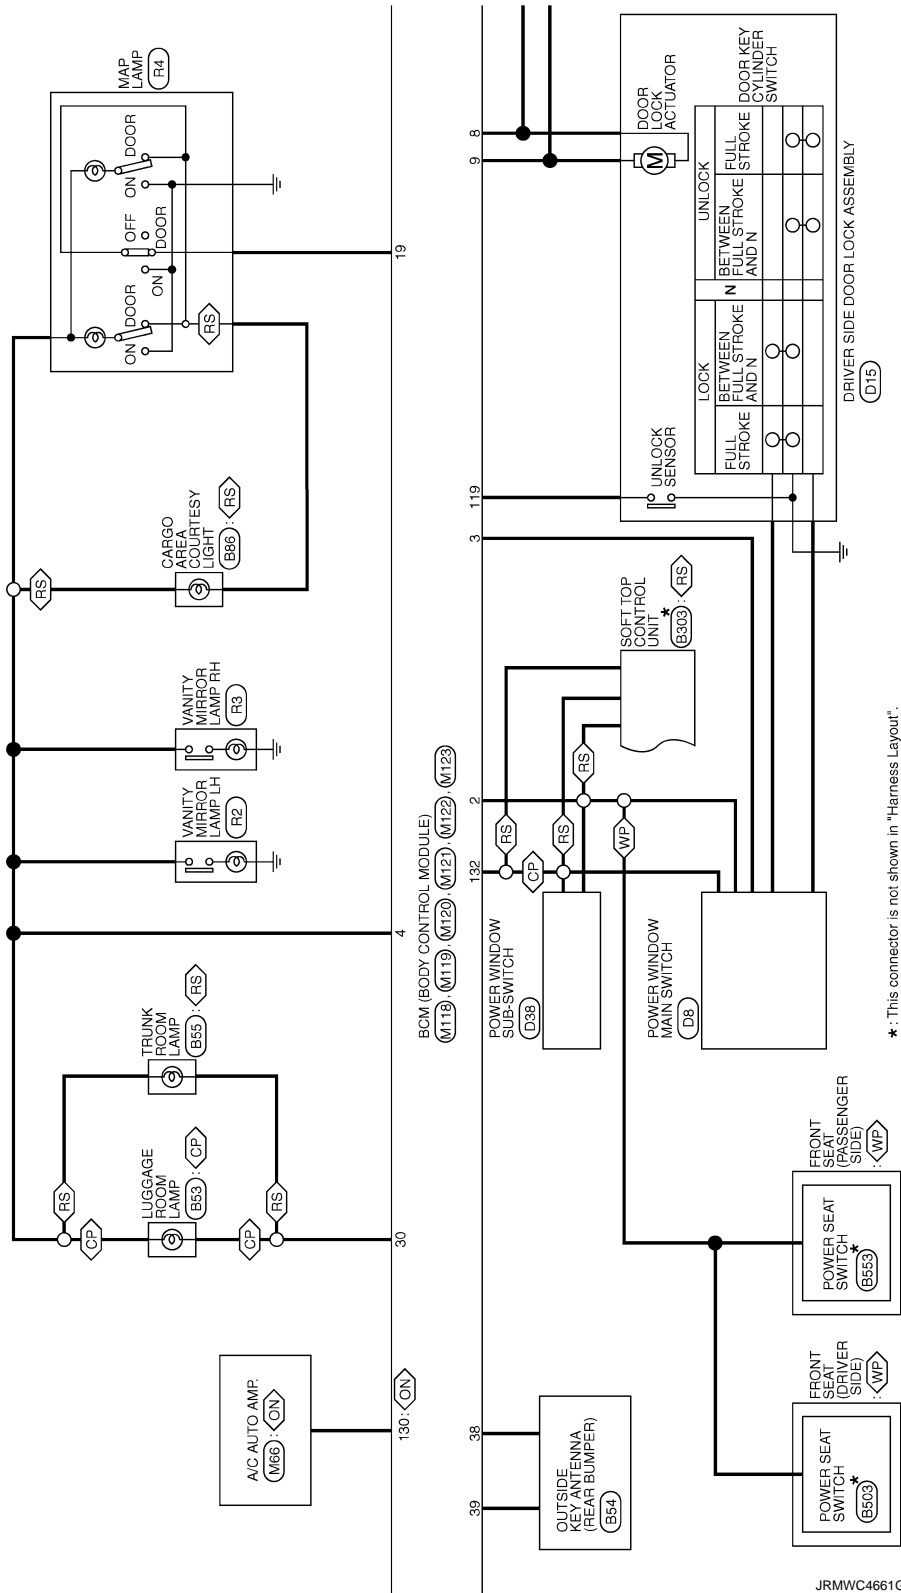 A/C AUTO AMP.
M66 : ON
130 : ON
LUGGAGE
ROOM
LAMP
B53 : CP
CP
CP
30
TRUNK
ROOM
LAMP
B55 : RS
RS
RS
4
VANITY
MIRROR
LAMP LH
R2
VANITY
MIRROR
LAMP RH
R3
CARGO
AREA
COURTESY
LIGHT
B86 : RS
RS
MAP
LAMP
R4
ON
DOOR
RS
ON
OFF
DOOR
ON
DOOR
19
BCM (BODY CONTROL MODULE)
M118 , M119 , M120 , M121 , M122 , M123
39
38
OUTSIDE
KEY ANTENNA
(REAR BUMPER)
B54
132
2
3
119
9
8
RS
CP
RS
RS
WP
POWER WINDOW
SUB-SWITCH
D38
SOFT TOP
CONTROL
UNIT *
B303 : RS
POWER WINDOW
MAIN SWITCH
D8
FRONT
SEAT
(DRIVER
SIDE)
: WP
POWER SEAT
SWITCH *
B503
FRONT
SEAT
(PASSENGER
SIDE)
: WP
POWER SEAT
SWITCH *
B553
UNLOCK
SENSOR
DOOR
LOCK
ACTUATOR
M
LOCK
N
UNLOCK
FULL
STROKE
BETWEEN
FULL STROKE
AND N
BETWEEN
FULL STROKE
AND N
FULL
STROKE
DOOR KEY
CYLINDER
SWITCH
DRIVER SIDE DOOR LOCK ASSEMBLY
D15
* : This connector is not shown in "Harness Layout".
JRMWC4661G